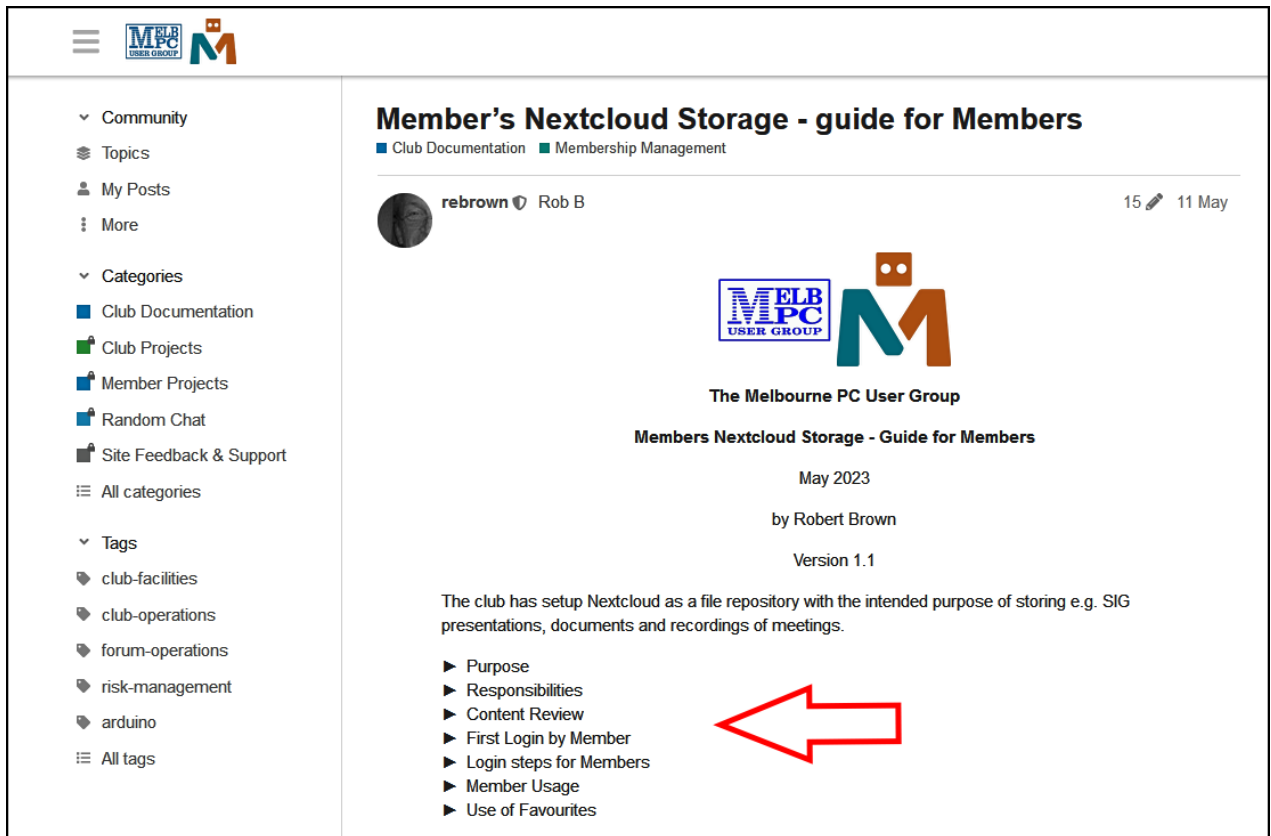 MELB
PC
USER GROUP
Community
Topics
My Posts
More
Categories
Club Documentation
Club Projects
Member Projects
Random Chat
Site Feedback & Support
All categories
Tags
club-facilities
club-operations
forum-operations
risk-management
arduino
All tags
Member’s Nextcloud Storage - guide for Members
Club Documentation Membership Management
rebrown Rob B 15 11 May
MELB
PC
USER GROUP
The Melbourne PC User Group
Members Nextcloud Storage - Guide for Members
May 2023
by Robert Brown
Version 1.1
The club has setup Nextcloud as a file repository with the intended purpose of storing e.g. SIG
presentations, documents and recordings of meetings.
► Purpose
► Responsibilities
► Content Review
► First Login by Member
► Login steps for Members
► Member Usage
► Use of Favourites